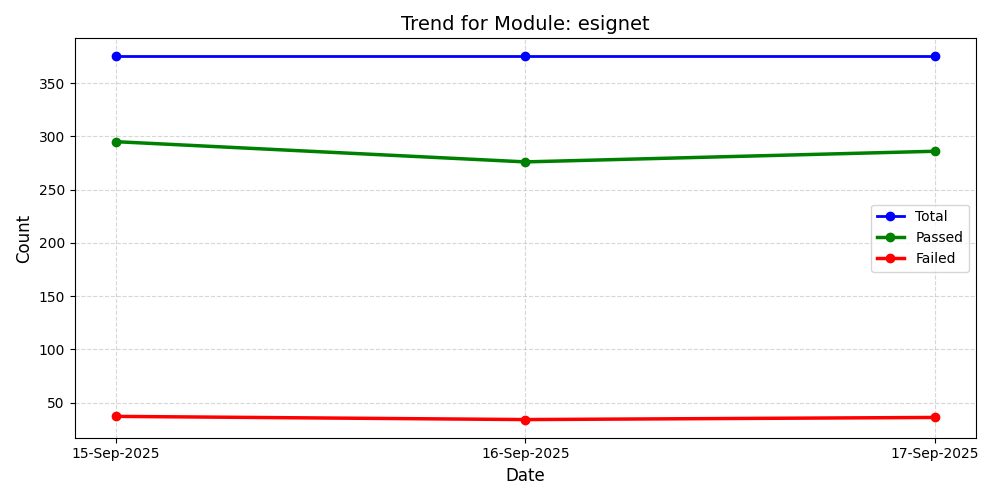 Trend for Module: esignet
Count
350
300
250
200
150
100
50
Total
Passed
Failed
15-Sep-2025
16-Sep-2025
17-Sep-2025
Date